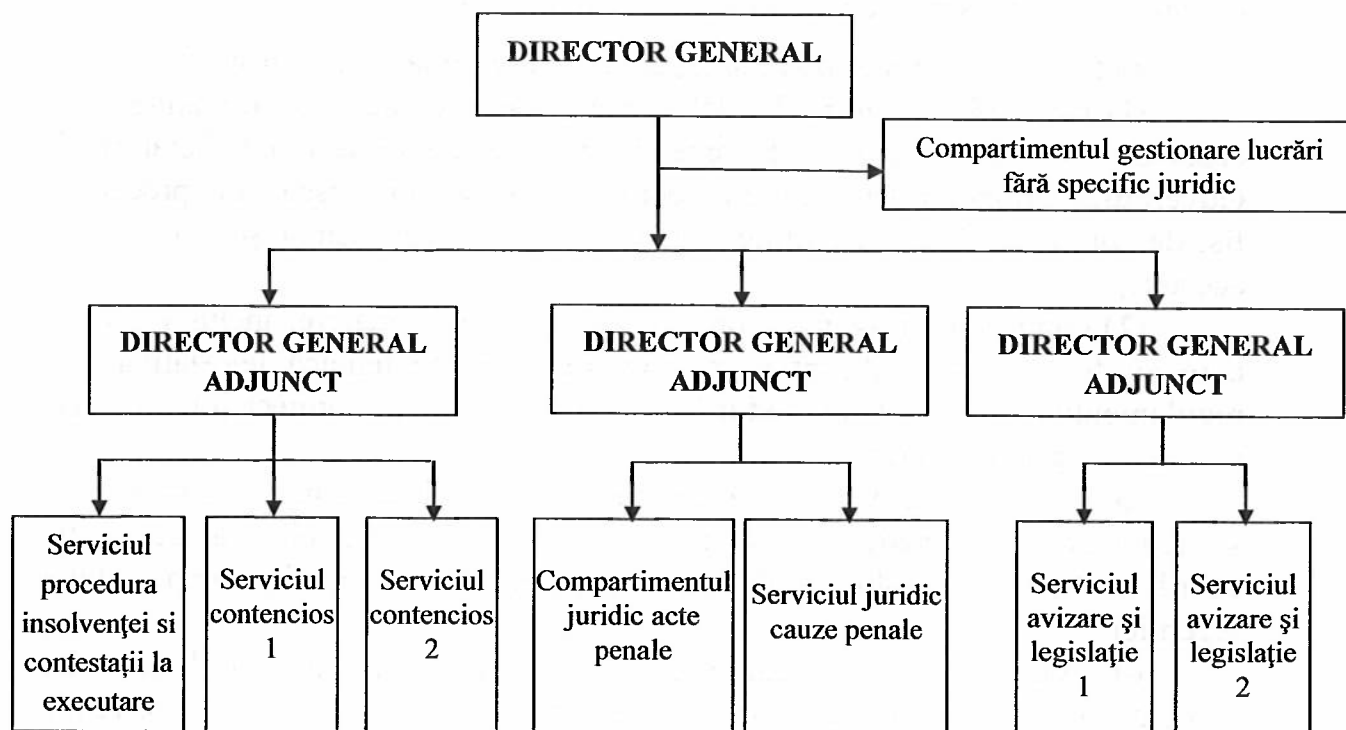 DIRECTOR GENERAL
Compartimentul gestionare lucrări
fără specific juridic
DIRECTOR GENERAL
ADJUNCT
DIRECTOR GENERAL
ADJUNCT
DIRECTOR GENERAL
ADJUNCT
Serviciul
procedura
insolvenţei si
contestații la
executare
Serviciul
contencios
1
Serviciul
contencios
2
Compartimentul
juridic acte
penale
Serviciul juridic
cauze penale
Serviciul
avizare şi
legislaţie
1
Serviciul
avizare şi
legislaţie
2